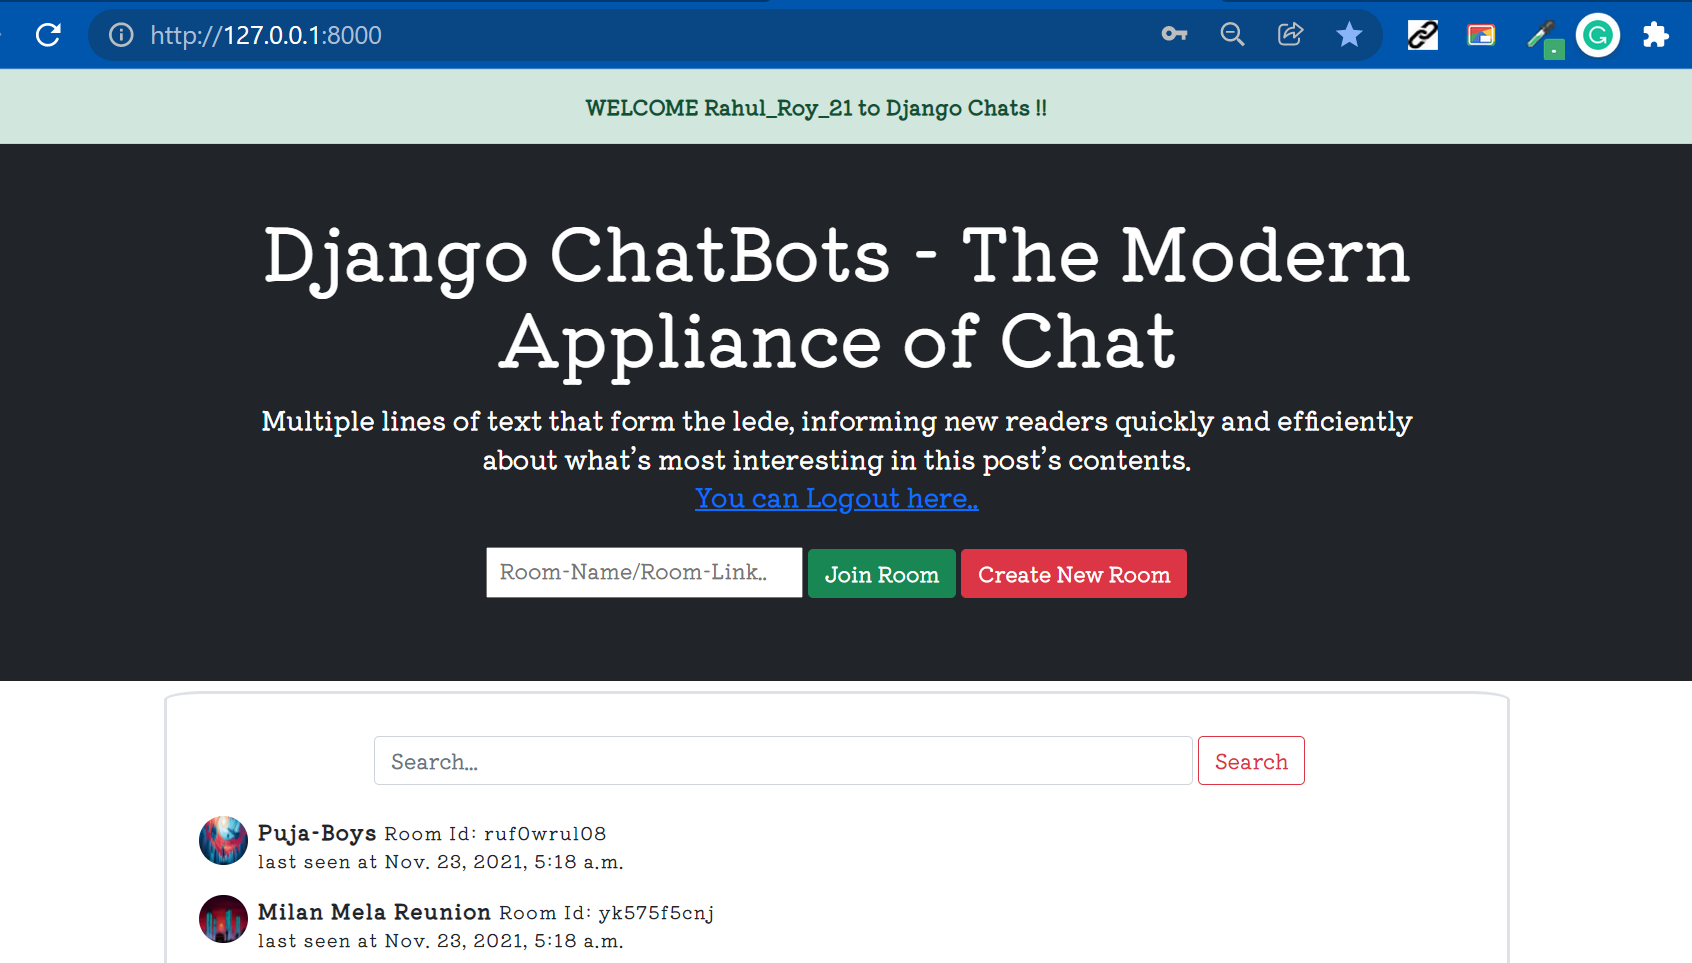 http://127.0.0.1:8000
WELCOME Rahul_Roy_21 to Django Chats !!
Django ChatBots - The Modern
Appliance of Chat
Multiple lines of text that form the lede, informing new readers quickly and efficiently
about what’s most interesting in this post’s contents.
You can Logout here..
Room-Name/Room-Link.. Join Room Create New Room
Search... Search
Puja-Boys Room Id: ruf0wrul08
last seen at Nov. 23, 2021, 5:18 a.m.
Milan Mela Reunion Room Id: yk575f5cnj
last seen at Nov. 23, 2021, 5:18 a.m.